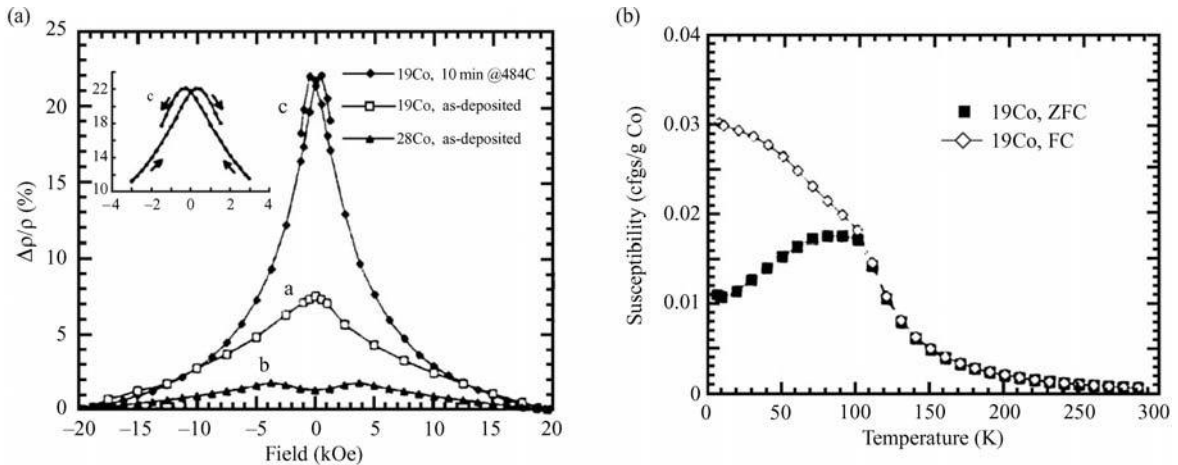 (a)
25
20
15
10
5
0
Δρ/ρ (%)
22
20
18
16
14
12
10
−4 −2 0 2 4
c
c
a
b
19Co, 10 min @484C
19Co, as-deposited
28Co, as-deposited
−20 −15 −10 −5 0 5 10 15 20
Field (kOe)
(b)
0.04
0.03
0.02
0.01
0
Susceptibility (cfgs/g Co)
19Co, ZFC
19Co, FC
0 50 100 150 200 250 300
Temperature (K)